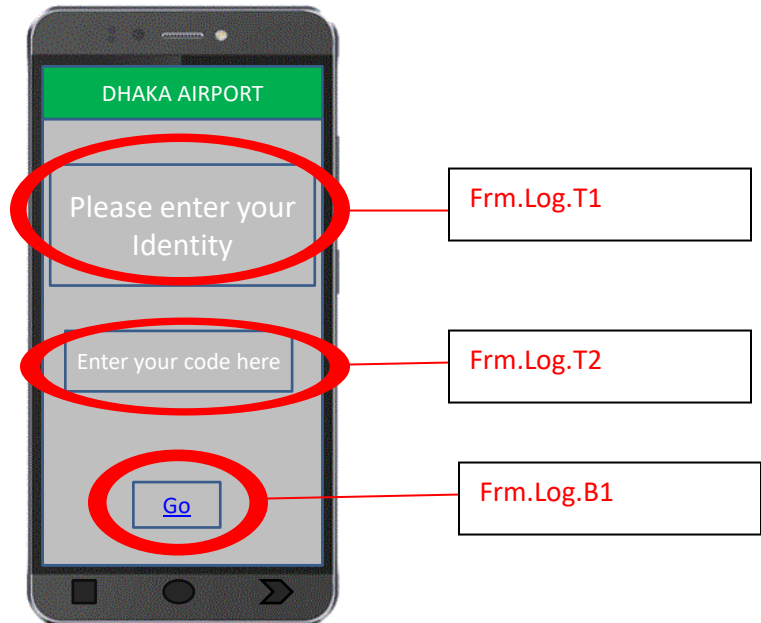 DHAKA AIRPORT
Please enter your
Identity
Frm.Log.T1
Enter your code here
Frm.Log.T2
Go
Frm.Log.B1